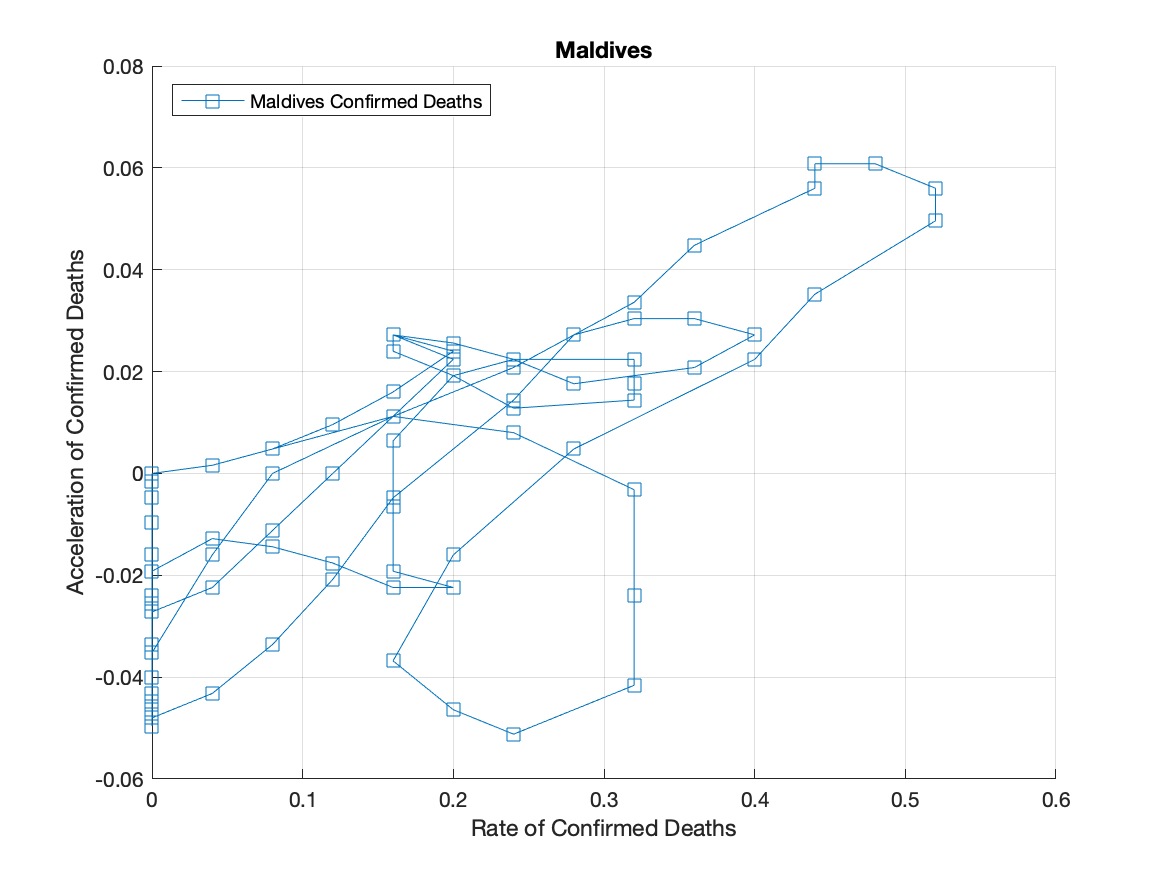 Maldives
Maldives Confirmed Deaths
0.08
0.06
0.04
0.02
0
-0.02
-0.04
-0.06
Acceleration of Confirmed Deaths
0 0.1 0.2 0.3 0.4 0.5 0.6
Rate of Confirmed Deaths